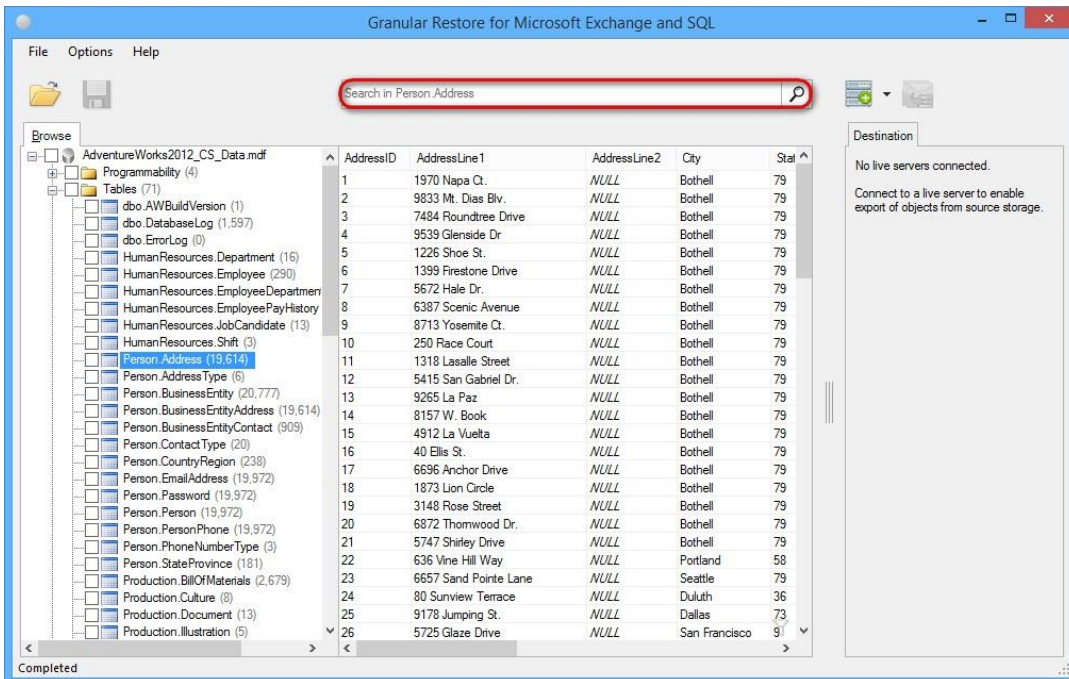 Granular Restore for Microsoft Exchange and SQL
File Options Help
Search in Person.Address
Browse
AdventureWorks2012_CS_Data.mdf
Programmability (4)
Tables (71)
dbo.AWBuildVersion (1)
dbo.DatabaseLog (1,597)
dbo.ErrorLog (0)
HumanResources.Department (16)
HumanResources.Employee (290)
HumanResources.EmployeeDepartment
HumanResources.EmployeePayHistory
HumanResources.JobCandidate (13)
HumanResources.Shift (3)
Person.Address (19,614)
Person.AddressType (6)
Person.BusinessEntity (20,777)
Person.BusinessEntityAddress (19,614)
Person.BusinessEntityContact (909)
Person.ContactType (20)
Person.CountryRegion (238)
Person.EmailAddress (19,972)
Person.Password (19,972)
Person.Person (19,972)
Person.PersonPhone (19,972)
Person.PhoneNumberType (3)
Person.StateProvince (181)
Production.BillOfMaterials (2,679)
Production.Culture (8)
Production.Document (13)
Production.Illustration (5)
AddressID AddressLine1 AddressLine2 City Stat
1 1970 Napa Ct. NULL Bothell 79
2 9833 Mt. Dias Blv. NULL Bothell 79
3 7484 Roundtree Drive NULL Bothell 79
4 9539 Glenside Dr NULL Bothell 79
5 1226 Shoe St. NULL Bothell 79
6 1399 Firestone Drive NULL Bothell 79
7 5672 Hale Dr. NULL Bothell 79
8 6387 Scenic Avenue NULL Bothell 79
9 8713 Yosemite Ct. NULL Bothell 79
10 250 Race Court NULL Bothell 79
11 1318 Lasalle Street NULL Bothell 79
12 5415 San Gabriel Dr. NULL Bothell 79
13 9265 La Paz NULL Bothell 79
14 8157 W. Book NULL Bothell 79
15 4912 La Vuelta NULL Bothell 79
16 40 Ellis St. NULL Bothell 79
17 6696 Anchor Drive NULL Bothell 79
18 1873 Lion Circle NULL Bothell 79
19 3148 Rose Street NULL Bothell 79
20 6872 Thornwood Dr. NULL Bothell 79
21 5747 Shirley Drive NULL Bothell 79
22 636 Vine Hill Way NULL Portland 58
23 6657 Sand Pointe Lane NULL Seattle 79
24 80 Sunview Terrace NULL Duluth 36
25 9178 Jumping St. NULL Dallas 73
26 5725 Glaze Drive NULL San Francisco 9
Destination
No live servers connected.
Connect to a live server to enable
export of objects from source storage.
Completed